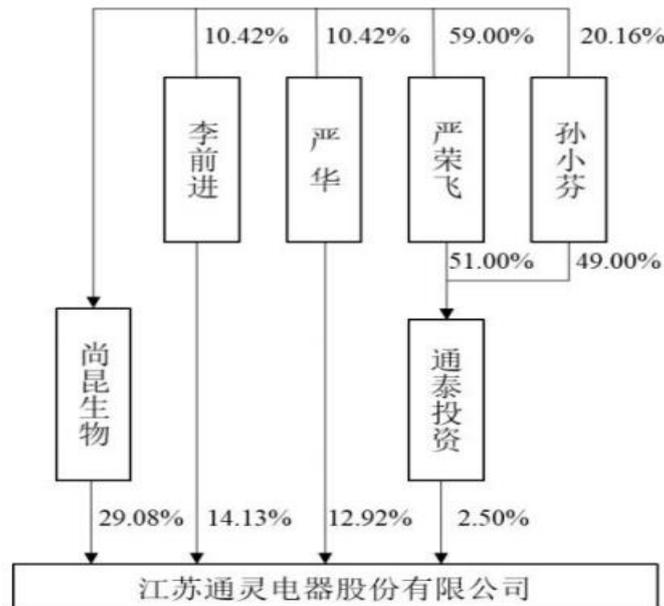 10.42% 10.42% 59.00% 20.16%
李前进
严华
严荣飞
孙小芬
51.00% 49.00%
尚昆生物
通泰投资
29.08% 14.13% 12.92% 2.50%
江苏通灵电器股份有限公司